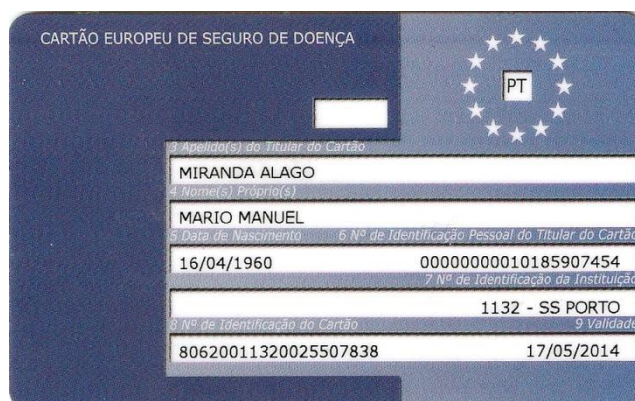 CARTÃO EUROPEU DE SEGURO DE DOENÇA
PT
3 Apelido(s) do Titular do Cartão
MIRANDA ALAGO
4 Nome(s) Próprio(s)
MARIO MANUEL
5 Data de Nascimento 6 Nº de Identificação Pessoal do Titular do Cartão
16/04/1960 00000000010185907454
7 Nº de Identificação da Instituição
1132 - SS PORTO
8 Nº de Identificação do Cartão 9 Validade
80620011320025507838 17/05/2014